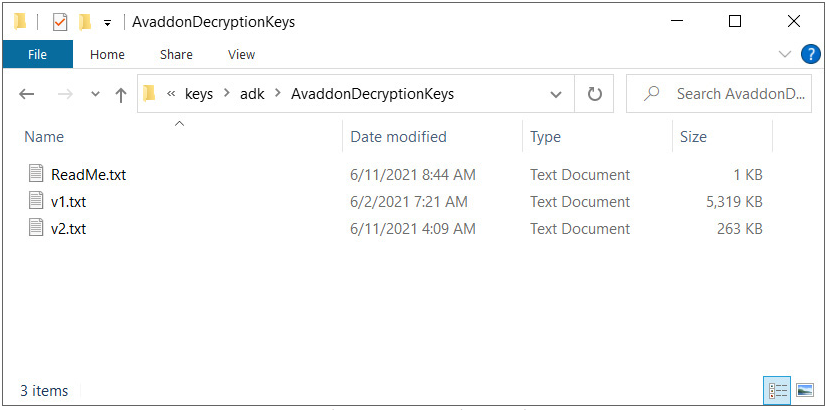 AvaddonDecryptionKeys
File Home Share View
« keys adk AvaddonDecryptionKeys Search AvaddonD...
Name Date modified Type Size
ReadMe.txt 6/11/2021 8:44 AM Text Document 1 KB
v1.txt 6/2/2021 7:21 AM Text Document 5,319 KB
v2.txt 6/11/2021 4:09 AM Text Document 263 KB
3 items